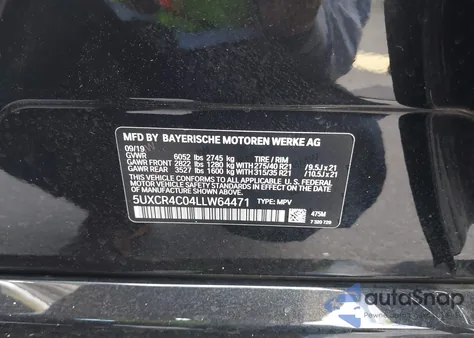 MFD BY BAYERISCHE MOTOREN WERKE AG
09/19
GVWR 6052 lbs 2745 kg TIRE / RIM
GAWR FRONT 2822 lbs 1280 kg WITH 275/40 R21 / 9.5J x 21
GAWR REAR 3527 lbs 1600 kg WITH 315/35 R21 / 10.5J x 21
THIS VEHICLE CONFORMS TO ALL APPLICABLE
U.S. FEDERAL MOTOR VEHICLE SAFETY STANDARDS
IN EFFECT ON THE DATE OF MANUFACTURE SHOWN ABOVE.
5UXCR4C04LLW64471 TYPE: MPV
475M
7 320 726
autoSnap